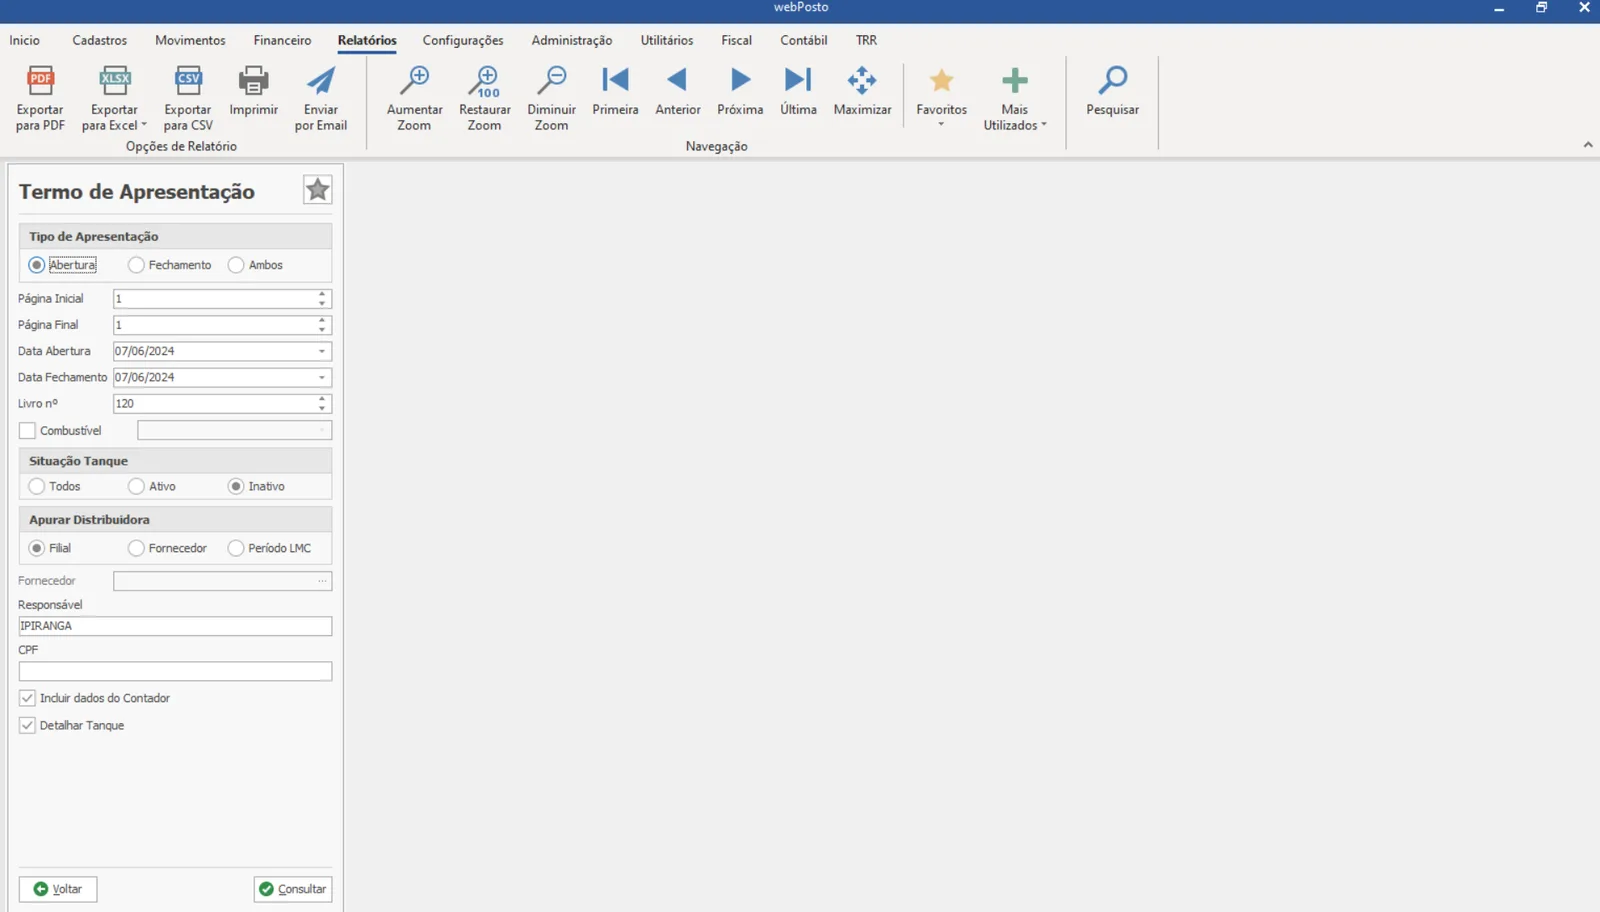 webPosto
Inicio Cadastros Movimentos Financeiro Relatórios Configurações Administração Utilitários Fiscal Contábil TRR
PDF XLSX CSV 100
Exportar para PDF
Exportar para Excel
Exportar para CSV
Imprimir
Enviar por Email
Aumentar Zoom
Restaurar Zoom
Diminuir Zoom
Primeira
Anterior
Próxima
Última
Maximizar
Favoritos
Mais Utilizados
Pesquisar
Opções de Relatório
Navegação
Termo de Apresentação
Tipo de Apresentação
Abertura Fechamento Ambos
Página Inicial 1
Página Final 1
Data Abertura 07/06/2024
Data Fechamento 07/06/2024
Livro nº 120
Combustível
Situação Tanque
Todos Ativo Inativo
Apurar Distribuidora
Filial Fornecedor Período LMC
Fornecedor ...
Responsável
IPIRANGA
CPF
Incluir dados do Contador
Detalhar Tanque
Voltar Consultar